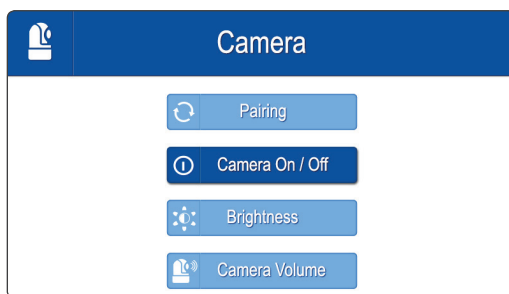 Camera
Pairing
Camera On / Off
Brightness
Camera Volume